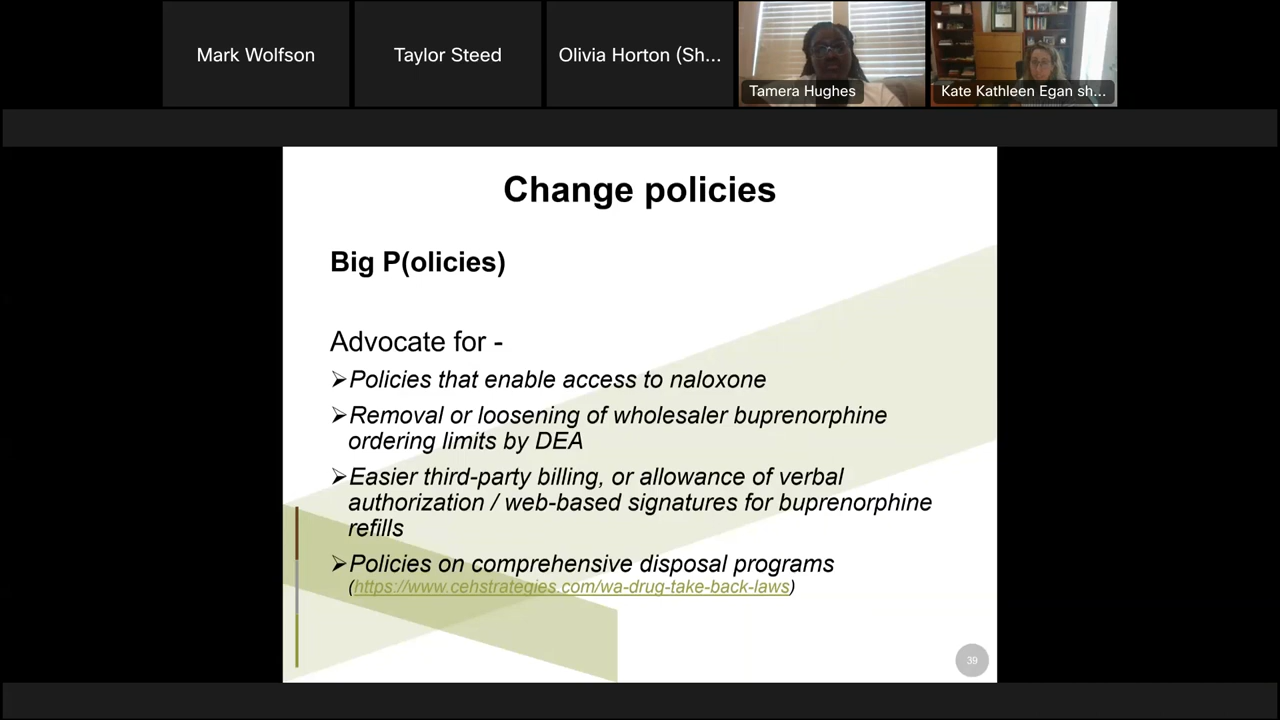 Mark Wolfson
Taylor Steed
Olivia Horton (Sh...
Tamera Hughes
Kate Kathleen Egan sh...
Change policies
Big P(olicies)
Advocate for -
➢Policies that enable access to naloxone
➢Removal or loosening of wholesaler buprenorphine
ordering limits by DEA
➢Easier third-party billing, or allowance of verbal
authorization / web-based signatures for buprenorphine
refills
➢Policies on comprehensive disposal programs
(https://www.cehstrategies.com/wa-drug-take-back-laws)
39